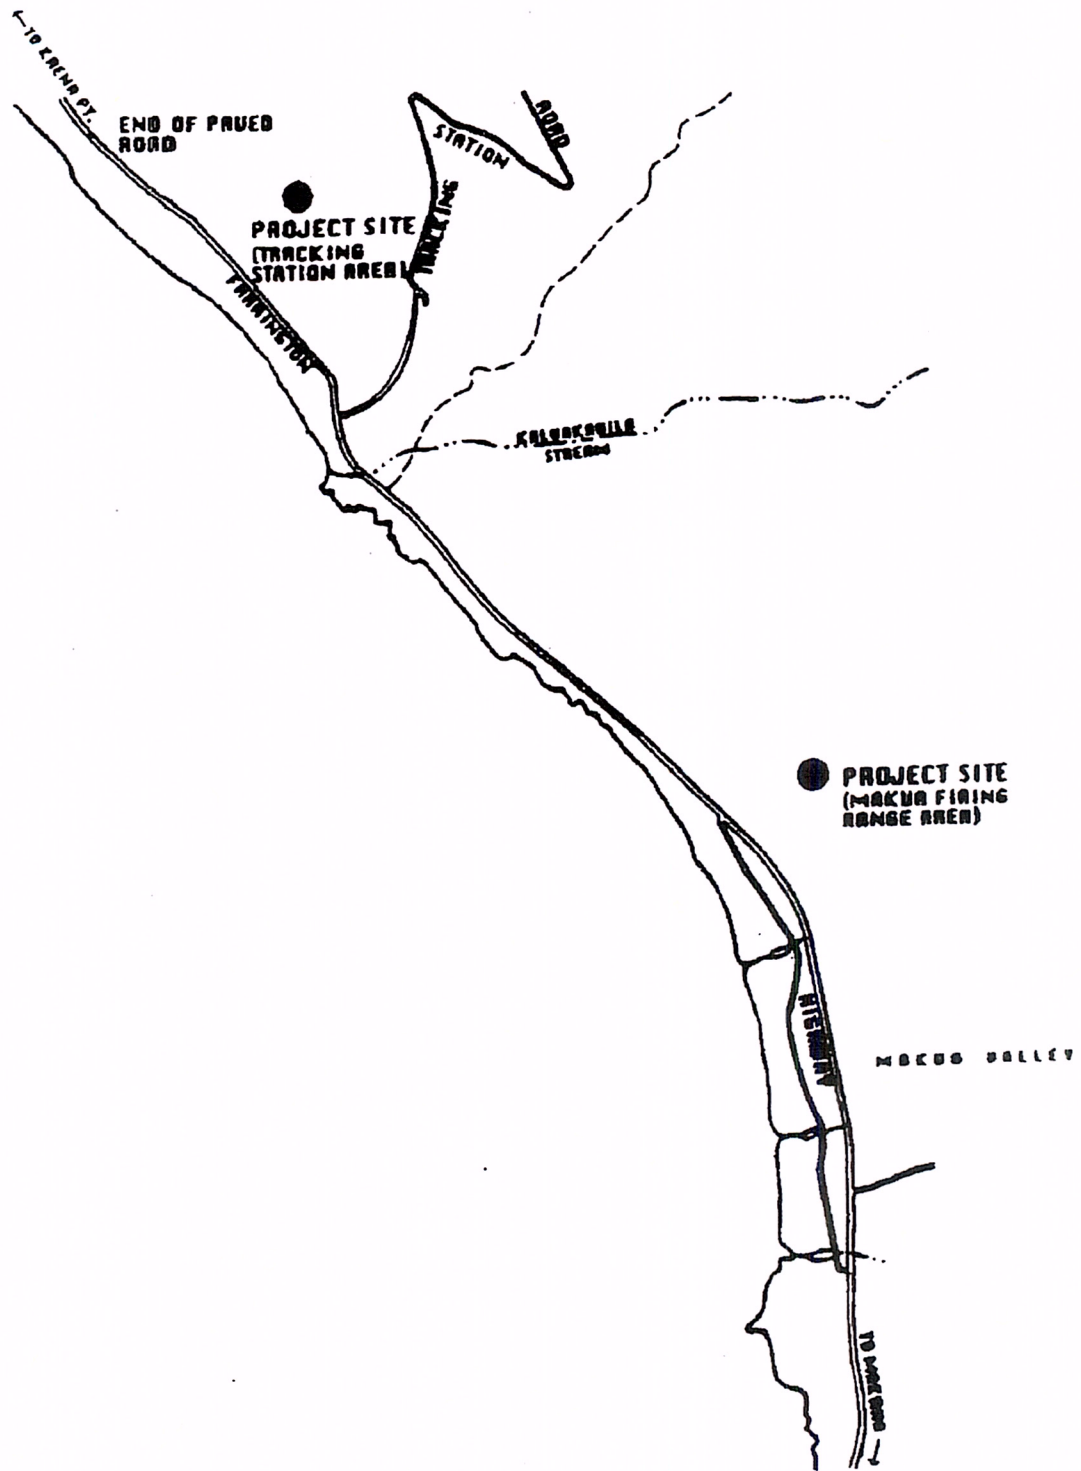 TO KAENA PT.
END OF PAVED
ROAD
STATION
ROAD
TRACKING
PROJECT SITE
(TRACKING
STATION AREA)
FARRINGTON
STREAM
PROJECT SITE
(MAKUA FIRING
RANGE AREA)
HIGHWAY
MAKUA VALLEY
TO